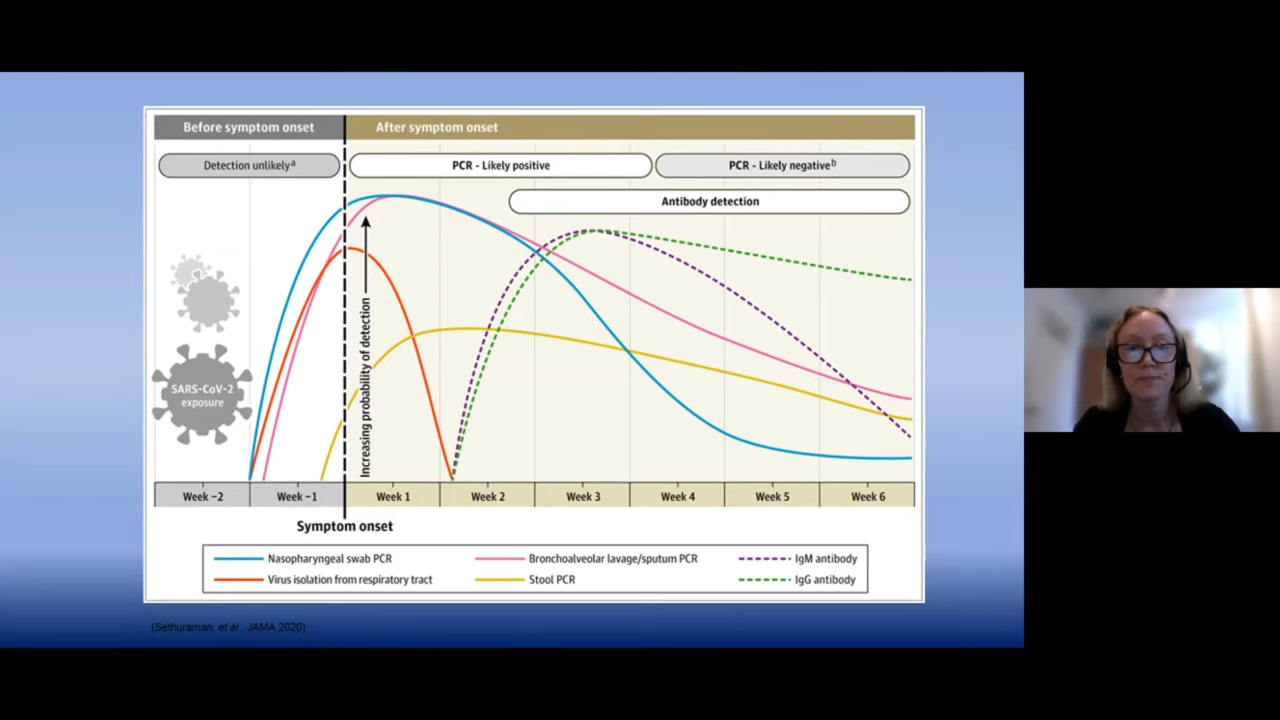 Before symptom onset
After symptom onset
Detection unlikelyᵃ
PCR - Likely positive
PCR - Likely negativeᵇ
Antibody detection
Increasing probability of detection
SARS-CoV-2
exposure
Week −2
Week −1
Week 1
Week 2
Week 3
Week 4
Week 5
Week 6
Symptom onset
Nasopharyngeal swab PCR
Bronchoalveolar lavage/sputum PCR
IgM antibody
Virus isolation from respiratory tract
Stool PCR
IgG antibody
(Sethuraman, et al , JAMA 2020)